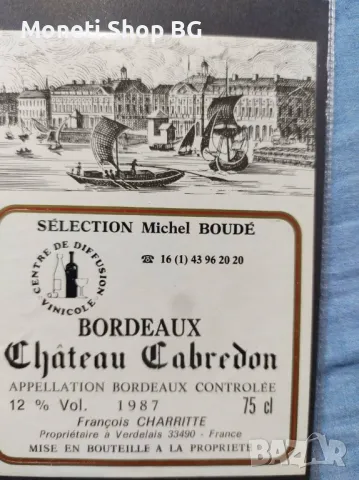 Moneti Shop BG
SÉLECTION Michel BOUDÉ
CENTRE DE DIFFUSION
VINICOLE
☎ 16 (1) 43 96 20 20
BORDEAUX
Château Cabredon
APPELLATION BORDEAUX CONTROLÉE
12 % Vol. 1987 75 cl
François CHARRITTE
Propriétaire à Verdelais 33490 - France
MISE EN BOUTEILLE A LA PROPRIETE
BAZAR